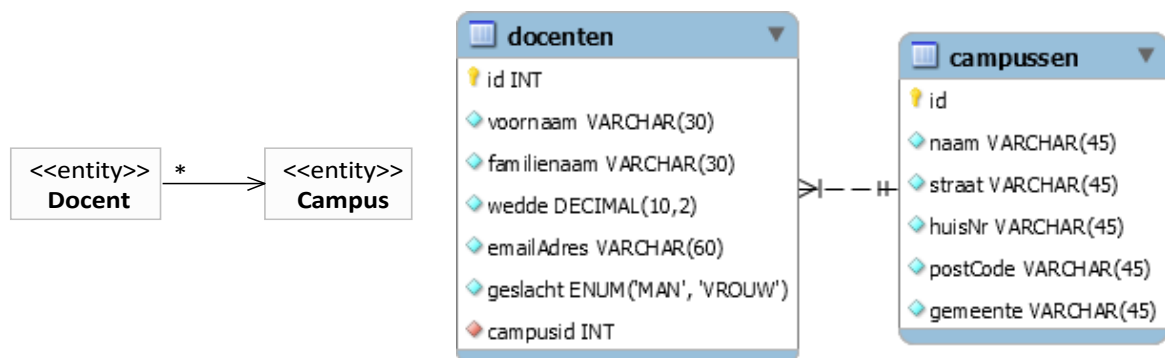 <<entity>>
Docent
*
<<entity>>
Campus
docenten
id INT
voornaam VARCHAR(30)
familienaam VARCHAR(30)
wedde DECIMAL(10,2)
emailAdres VARCHAR(60)
geslacht ENUM('MAN', 'VROUW')
campusid INT
campussen
id
naam VARCHAR(45)
straat VARCHAR(45)
huisNr VARCHAR(45)
postCode VARCHAR(45)
gemeente VARCHAR(45)